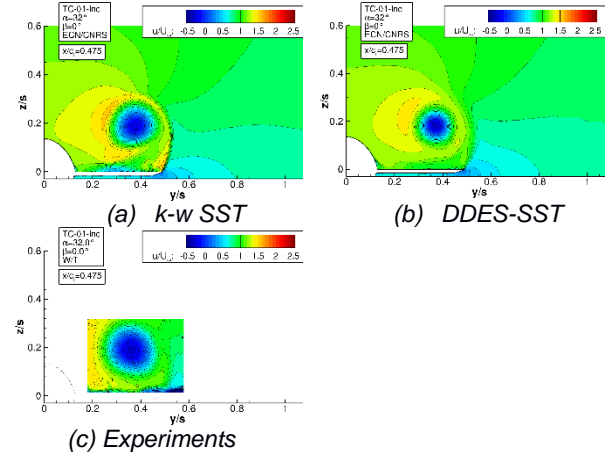 TC-01-Inc
α=32°
β=0°
ECN/CNRS
x/c_r=0.475
u/U∞: -0.5 0 0.5 1 1.5 2 2.5
z/s
0.6
0.4
0.2
0
0 0.2 0.4 0.6 0.8 1
y/s
(a) k-w SST
TC-01-Inc
α=32°
β=0°
ECN/CNRS
x/c_r=0.475
u/U∞: -0.5 0 0.5 1 1.5 2 2.5
z/s
0.6
0.4
0.2
0
0 0.2 0.4 0.6 0.8 1
y/s
(b) DDES-SST
TC-01-Inc
α=32.0°
β=0.0°
W/T
x/c_r=0.475
u/U∞: -0.5 0 0.5 1 1.5 2 2.5
z/s
0.6
0.4
0.2
0
0 0.2 0.4 0.6 0.8 1
y/s
(c) Experiments